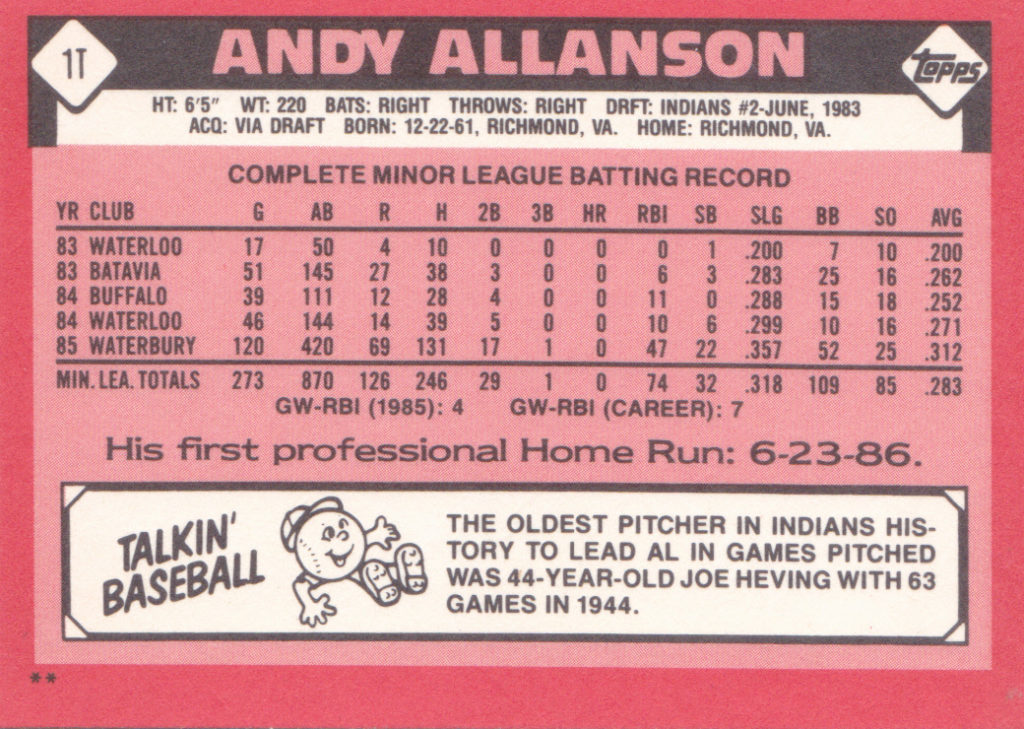 1T
ANDY ALLANSON
topps
HT: 6'5" WT: 220 BATS: RIGHT THROWS: RIGHT DRFT: INDIANS #2-JUNE, 1983
ACQ: VIA DRAFT BORN: 12-22-61, RICHMOND, VA. HOME: RICHMOND, VA.
COMPLETE MINOR LEAGUE BATTING RECORD
YR CLUB G AB R H 2B 3B HR RBI SB SLG BB SO AVG
83 WATERLOO 17 50 4 10 0 0 0 0 1 .200 7 10 .200
83 BATAVIA 51 145 27 38 3 0 0 6 3 .283 25 16 .262
84 BUFFALO 39 111 12 28 4 0 0 11 0 .288 15 18 .252
84 WATERLOO 46 144 14 39 5 0 0 10 6 .299 10 16 .271
85 WATERBURY 120 420 69 131 17 1 0 47 22 .357 52 25 .312
MIN. LEA. TOTALS 273 870 126 246 29 1 0 74 32 .318 109 85 .283
GW-RBI (1985): 4 GW-RBI (CAREER): 7
His first professional Home Run: 6-23-86.
TALKIN'
BASEBALL
THE OLDEST PITCHER IN INDIANS HIS-
TORY TO LEAD AL IN GAMES PITCHED
WAS 44-YEAR-OLD JOE HEVING WITH 63
GAMES IN 1944.
**